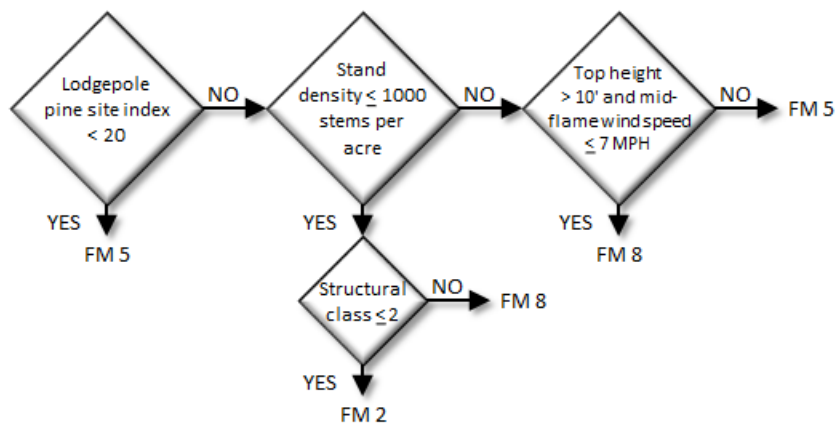 Lodgepole
pine site index
< 20
NO
YES
FM 5
Stand
density ≤ 1000
stems per
acre
NO
YES
Top height
> 10' and mid-
flame wind speed
≤ 7 MPH
NO
FM 5
YES
FM 8
Structural
class ≤2
NO
FM 8
YES
FM 2